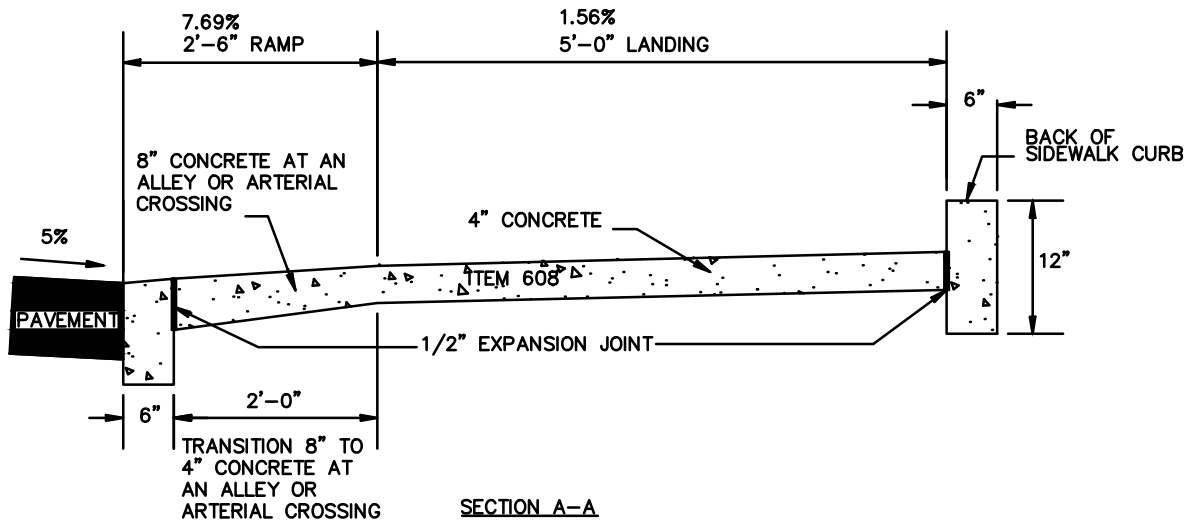 7.69%
2'-6" RAMP
1.56%
5'-0" LANDING
6"
BACK OF
SIDEWALK CURB
8" CONCRETE AT AN
ALLEY OR ARTERIAL
CROSSING
4" CONCRETE
5%
ITEM 608
12"
PAVEMENT
1/2" EXPANSION JOINT
6"
2'-0"
TRANSITION 8" TO
4" CONCRETE AT
AN ALLEY OR
ARTERIAL CROSSING
SECTION A-A